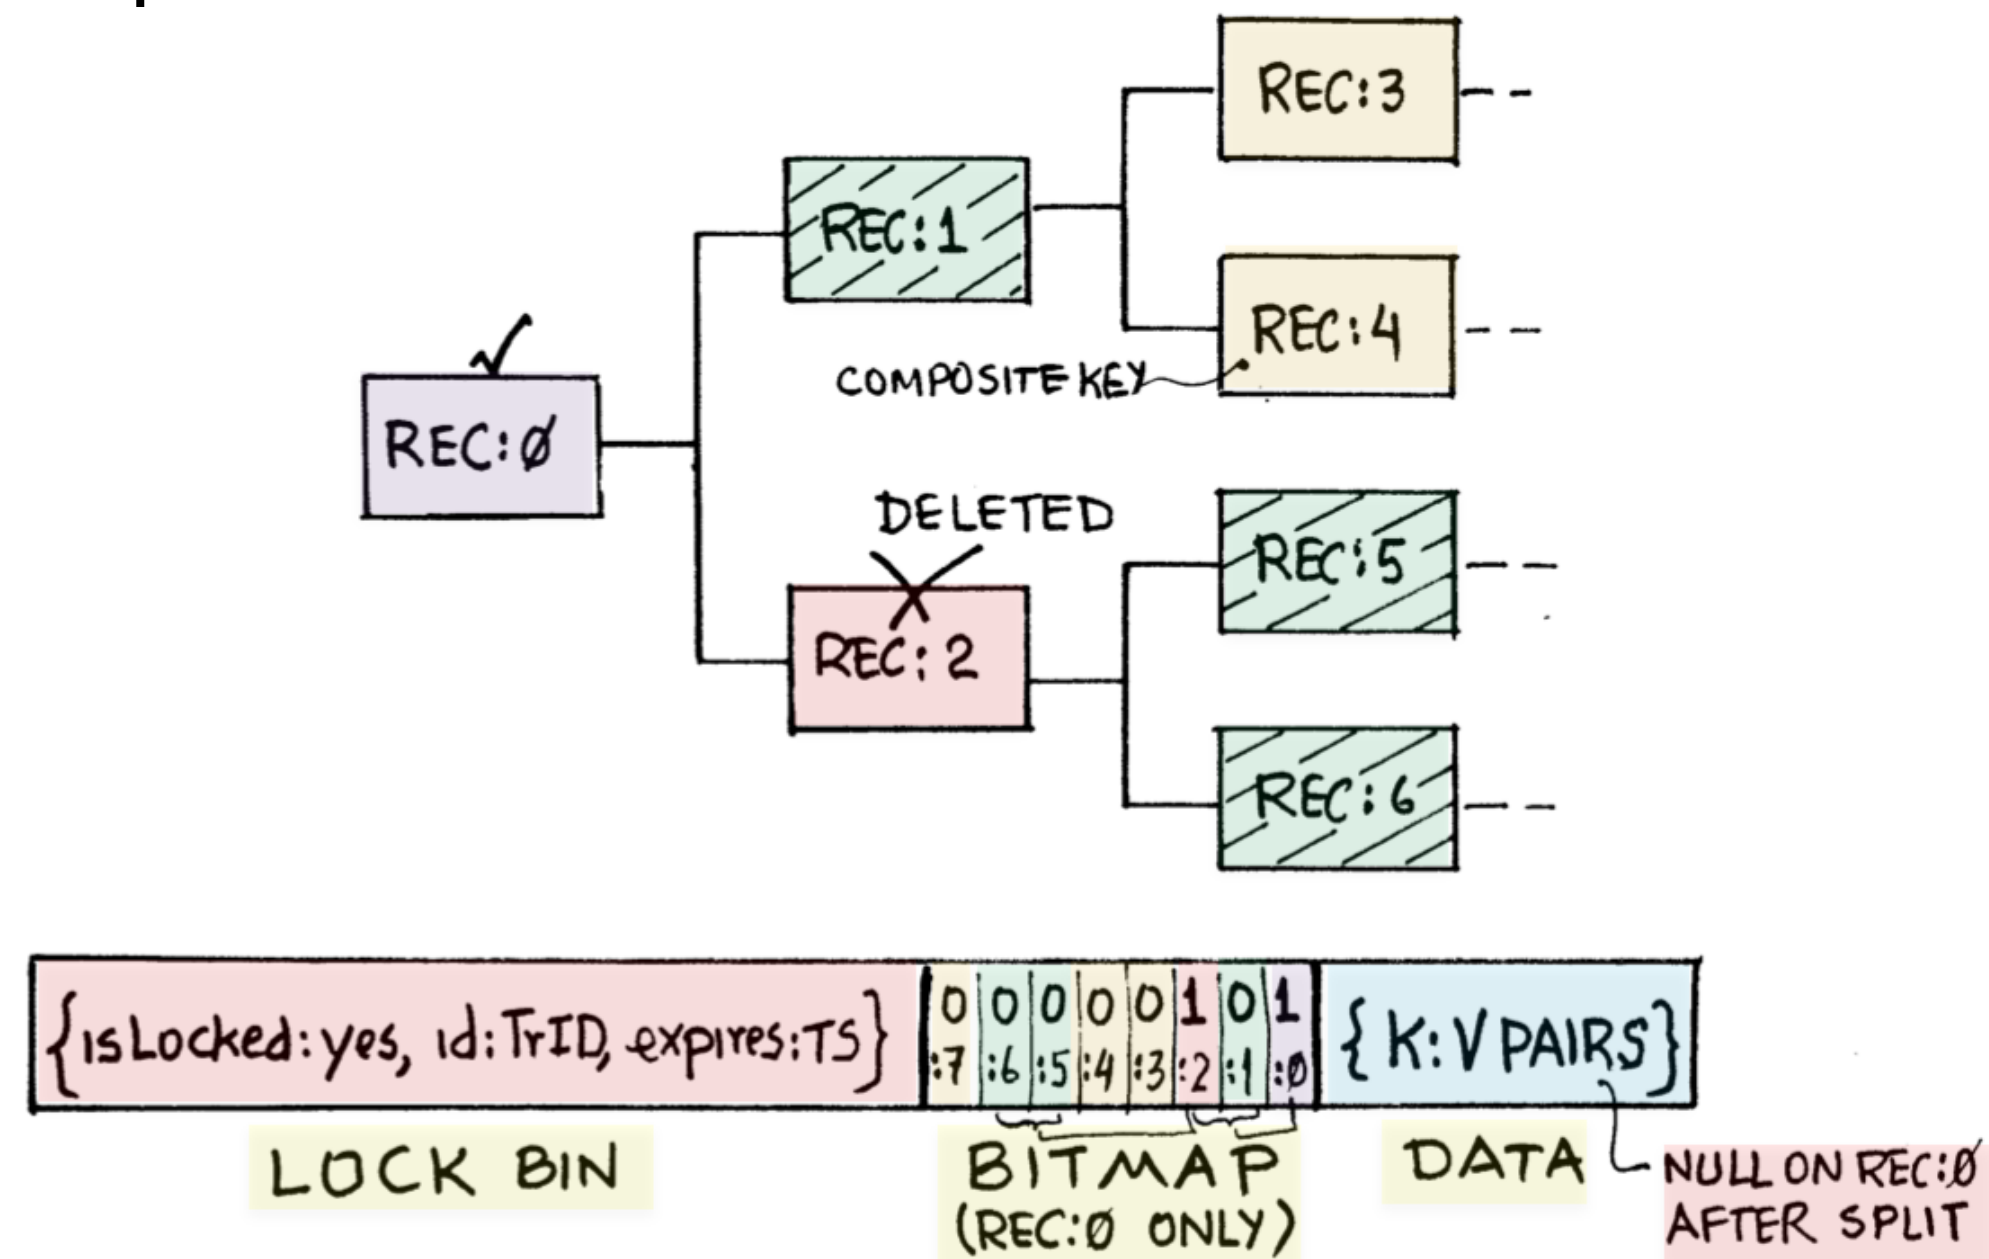 REC:3
REC:1
REC:4
COMPOSITE KEY
REC:Ø
DELETED
REC:5
REC:2
REC:6
{isLocked:yes, id:TrID, expires:TS}
0 0 0 0 0 1 0 1
:7 :6 :5 :4 :3 :2 :1 :Ø
{K:V PAIRS}
LOCK BIN
BITMAP
(REC:Ø ONLY)
DATA
NULL ON REC:Ø
AFTER SPLIT